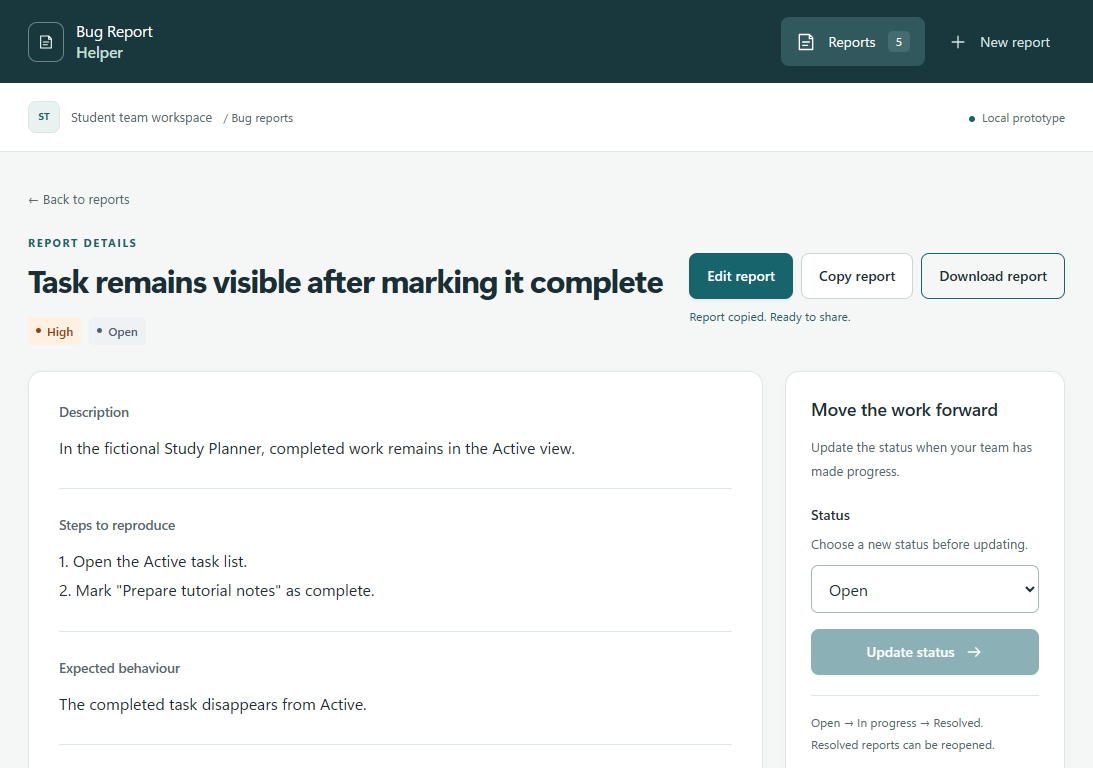 Bug Report
Helper
Reports 5
+ New report
ST Student team workspace / Bug reports
• Local prototype
← Back to reports
REPORT DETAILS
Task remains visible after marking it complete
Edit report
Copy report
Download report
Report copied. Ready to share.
• High
• Open
Description
In the fictional Study Planner, completed work remains in the Active view.
Steps to reproduce
1. Open the Active task list.
2. Mark "Prepare tutorial notes" as complete.
Expected behaviour
The completed task disappears from Active.
Move the work forward
Update the status when your team has
made progress.
Status
Choose a new status before updating.
Open
Update status →
Open → In progress → Resolved.
Resolved reports can be reopened.